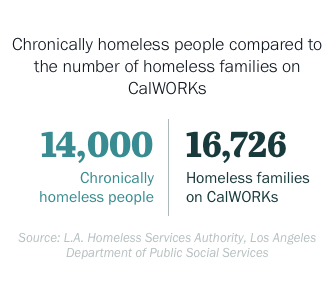 Chronically homeless people compared to
the number of homeless families on
CalWORKs
14,000
Chronically
homeless people
16,726
Homeless families
on CalWORKs
Source: L.A. Homeless Services Authority, Los Angeles
Department of Public Social Services